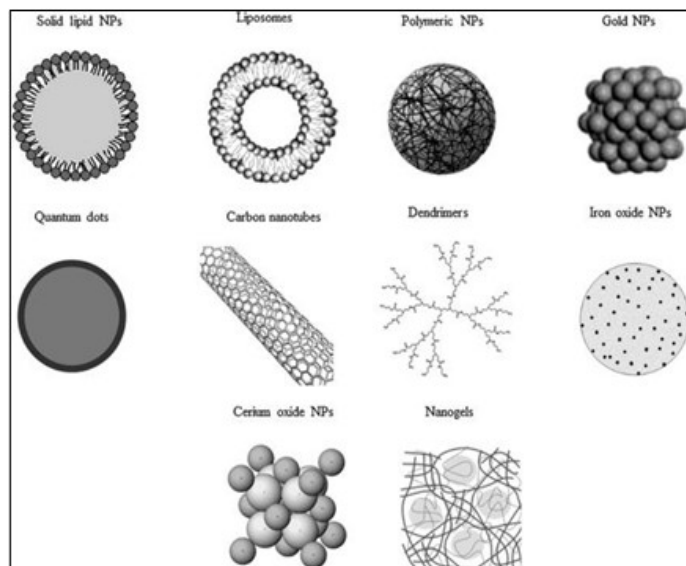 Solid lipid NPs
Liposomes
Polymeric NPs
Gold NPs
Quantum dots
Carbon nanotubes
Dendrimers
Iron oxide NPs
Cerium oxide NPs
Nanogels